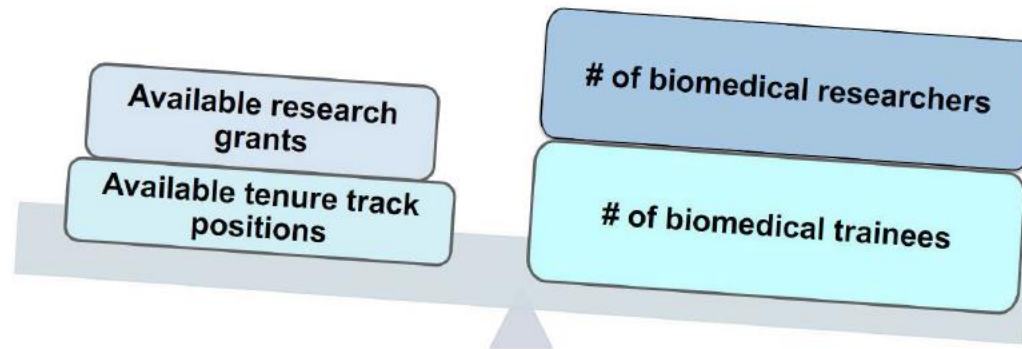 Available research
grants
Available tenure track
positions
# of biomedical researchers
# of biomedical trainees